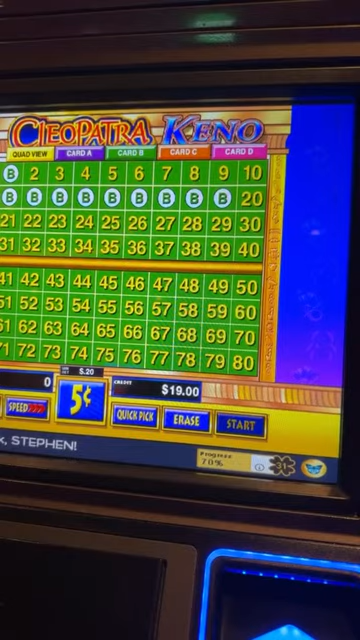 CLEOPATRA KENO
QUAD VIEW CARD A CARD B CARD C CARD D
B 2 3 4 5 6 7 8 9 10
B B B B B B B B B 20
21 22 23 24 25 26 27 28 29 30
31 32 33 34 35 36 37 38 39 40
41 42 43 44 45 46 47 48 49 50
51 52 53 54 55 56 57 58 59 60
61 62 63 64 65 66 67 68 69 70
71 72 73 74 75 76 77 78 79 80
5.20
0 5¢ CREDIT $19.00
SPEED QUICK PICK ERASE START
STEPHEN!
Progress
70%